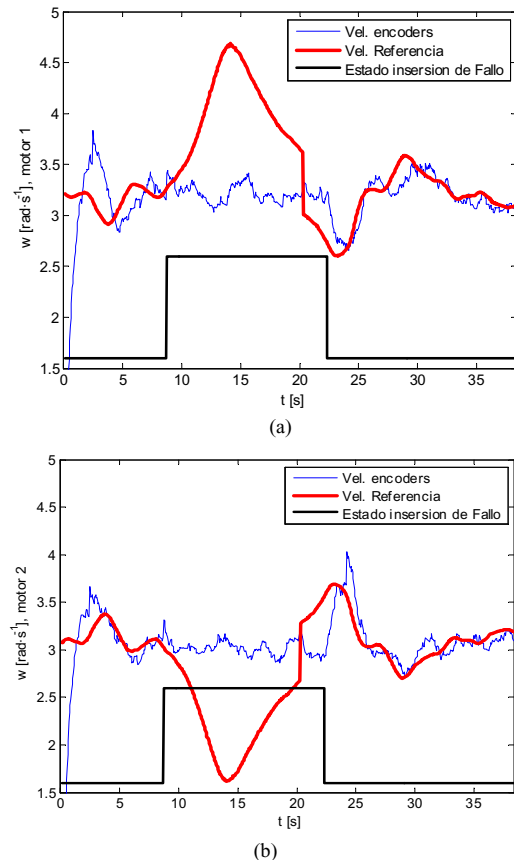 5
4.5
4
3.5
3
2.5
2
1.5
w [rad·s⁻¹], motor 1
Vel. encoders
Vel. Referencia
Estado insersion de Fallo
0 5 10 15 20 25 30 35
t [s]
(a)
5
4.5
4
3.5
3
2.5
2
1.5
w [rad·s⁻¹], motor 2
Vel. encoders
Vel. Referencia
Estado insersion de Fallo
0 5 10 15 20 25 30 35
t [s]
(b)